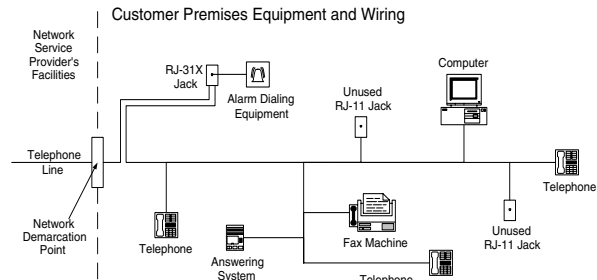 Customer Premises Equipment and Wiring
Network
Service
Provider's
Facilities
RJ-31X
Jack
Alarm Dialing
Equipment
Unused
RJ-11 Jack
Computer
Telephone
Line
Telephone
Network
Demarcation
Point
Telephone
Answering
System
Fax Machine
Unused
RJ-11 Jack
Telephone